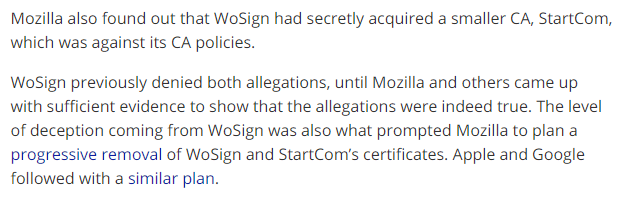 Mozilla also found out that WoSign had secretly acquired a smaller CA, StartCom,
which was against its CA policies.
WoSign previously denied both allegations, until Mozilla and others came up
with sufficient evidence to show that the allegations were indeed true. The level
of deception coming from WoSign was also what prompted Mozilla to plan a
progressive removal of WoSign and StartCom’s certificates. Apple and Google
followed with a similar plan.